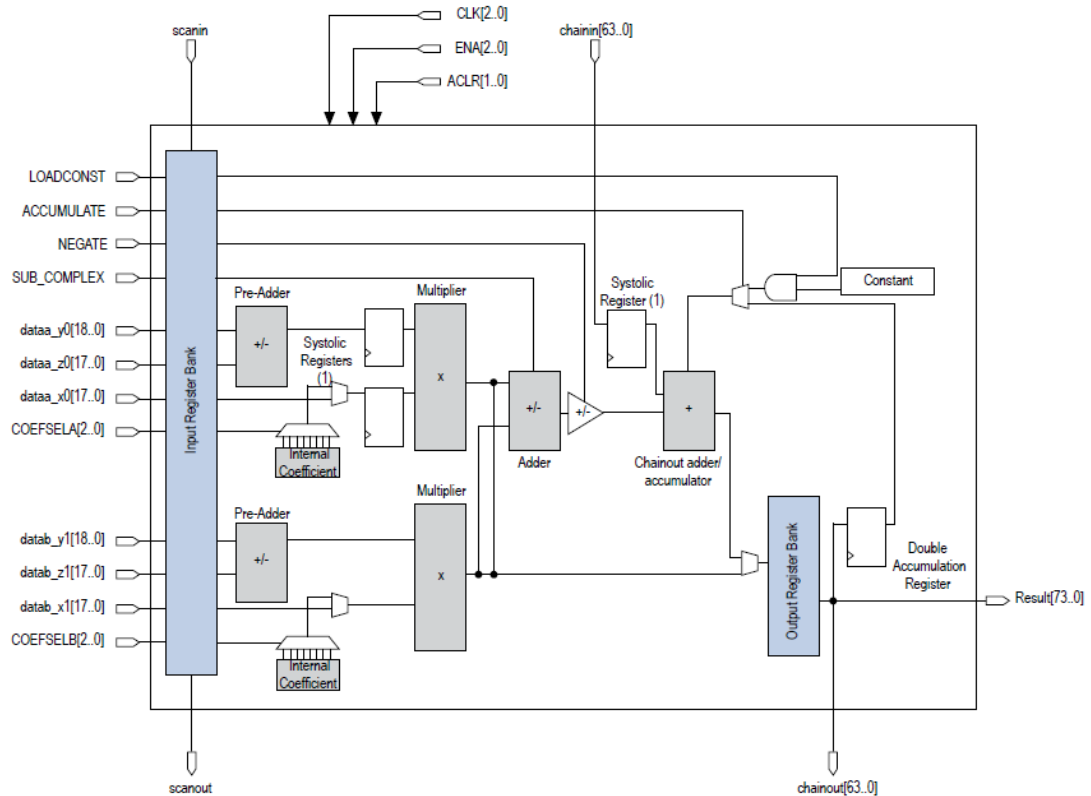 CLK[2..0]
scanin
chainin[63..0]
ENA[2..0]
ACLR[1..0]
LOADCONST
ACCUMULATE
NEGATE
SUB_COMPLEX
dataa_y0[18..0]
dataa_z0[17..0]
dataa_x0[17..0]
COEFSELA[2..0]
datab_y1[18..0]
datab_z1[17..0]
datab_x1[17..0]
COEFSELB[2..0]
Input Register Bank
Pre-Adder
+/-
Systolic
Registers
(1)
Internal
Coefficient
Multiplier
x
Pre-Adder
+/-
Internal
Coefficient
Multiplier
x
+/-
Adder
+/-
Systolic
Register (1)
+
Chainout adder/
accumulator
Constant
Output Register Bank
Double
Accumulation
Register
Result[73..0]
scanout
chainout[63..0]